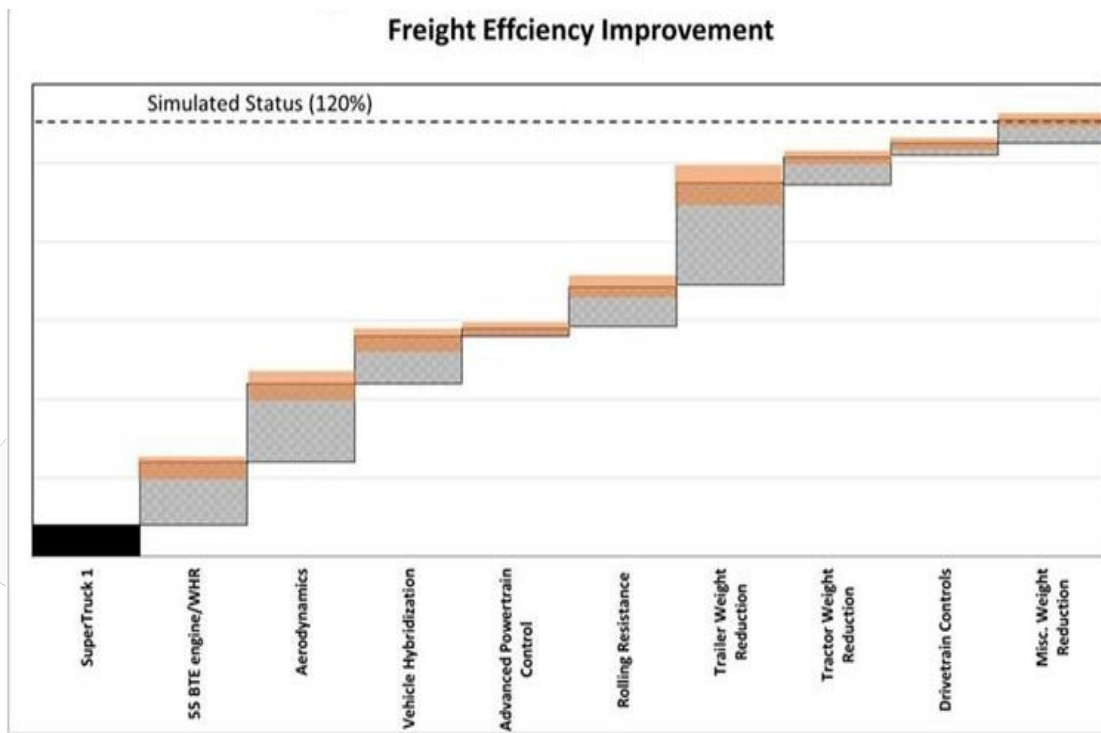 Freight Effciency Improvement
Simulated Status (120%)
SuperTruck 1
55 BTE engine/WHR
Aerodynamics
Vehicle Hybridization
Advanced Powertrain
Control
Rolling Resistance
Trailer Weight
Reduction
Tractor Weight
Reduction
Drivetrain Controls
Misc. Weight
Reduction